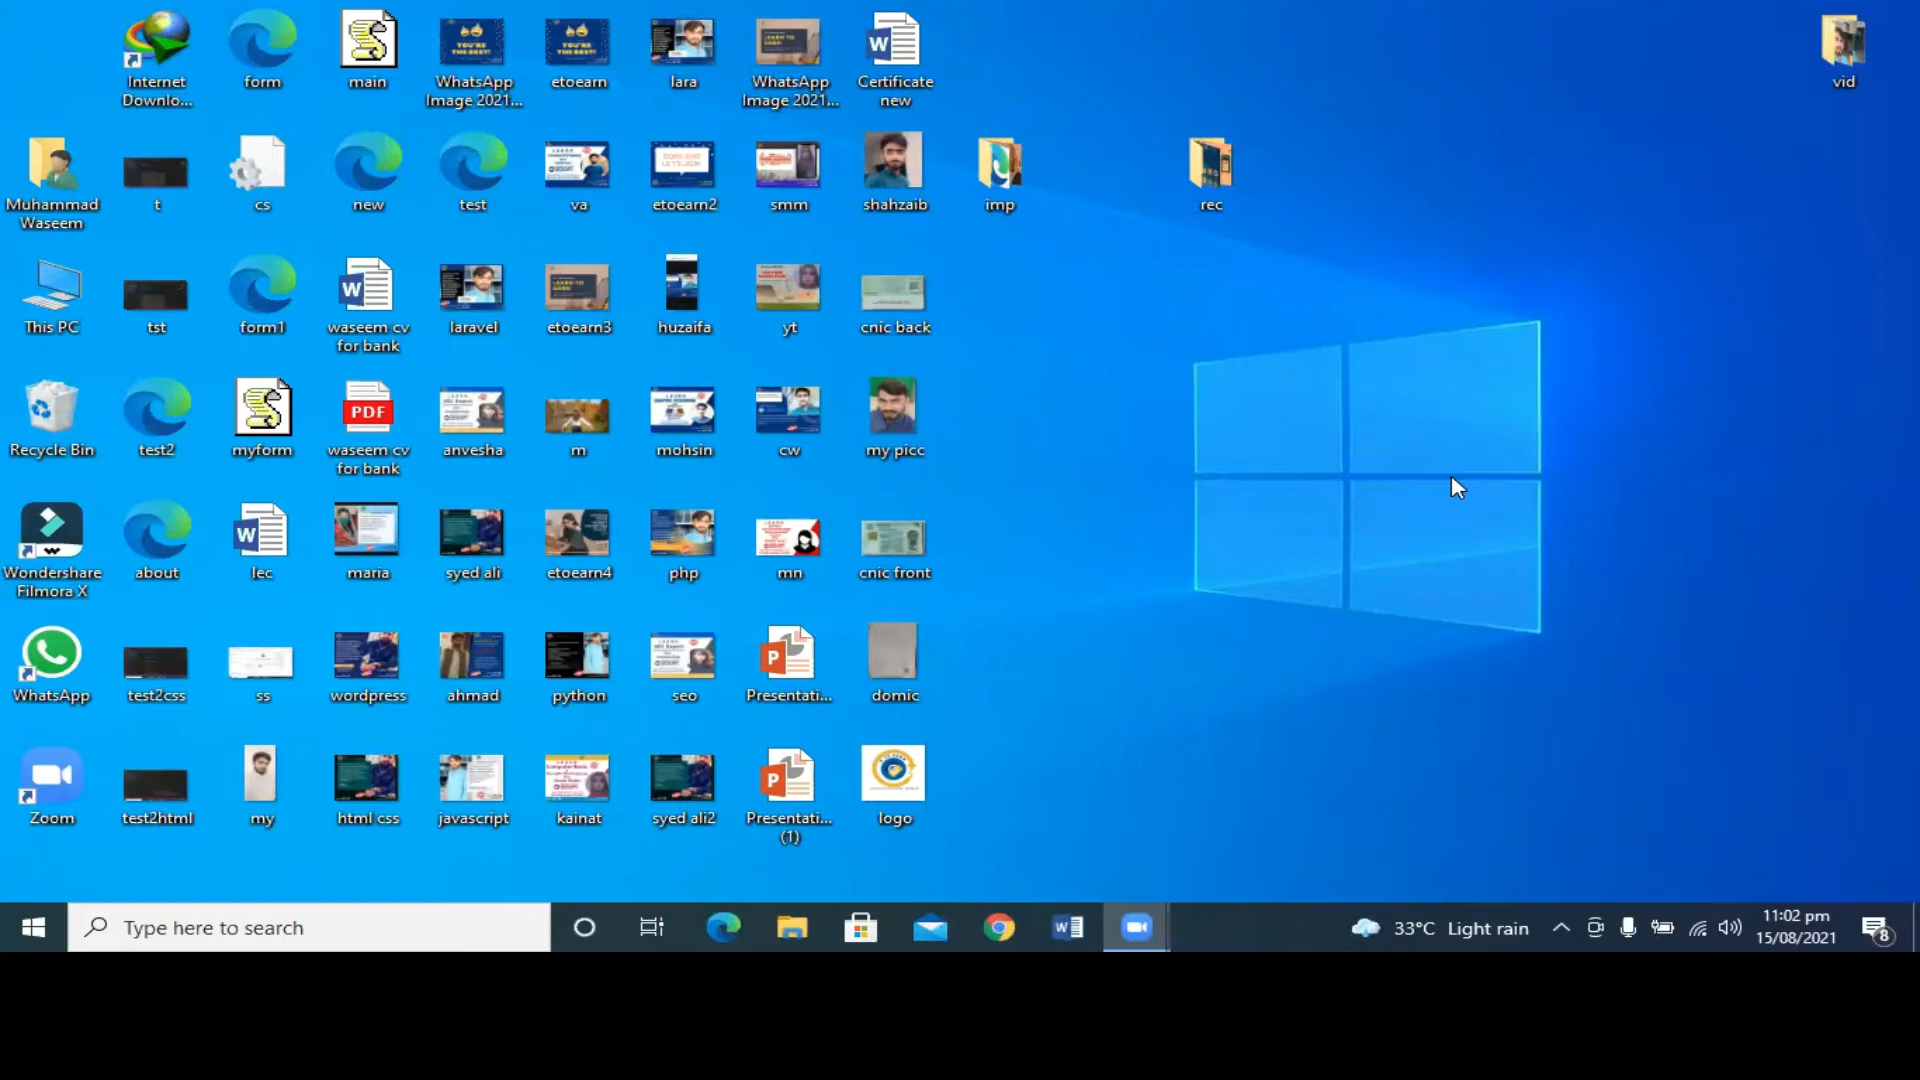 Internet
Downlo...
form
main
WhatsApp
Image 2021...
etoearn
lara
WhatsApp
Image 2021...
Certificate
new
vid
Muhammad
Waseem
t
cs
new
test
va
etoearn2
smm
shahzaib
imp
rec
This PC
tst
form1
waseem cv
for bank
laravel
etoearn3
huzaifa
yt
cnic back
Recycle Bin
test2
myform
PDF
waseem cv
for bank
anvesha
m
mohsin
cw
my picc
Wondershare
Filmora X
about
lec
maria
syed ali
etoearn4
php
mn
cnic front
WhatsApp
test2css
ss
wordpress
ahmad
python
seo
Presentati...
domic
Zoom
test2html
my
html css
javascript
kainat
syed ali2
Presentati...
(1)
logo
Type here to search
33°C Light rain
11:02 pm
15/08/2021
8